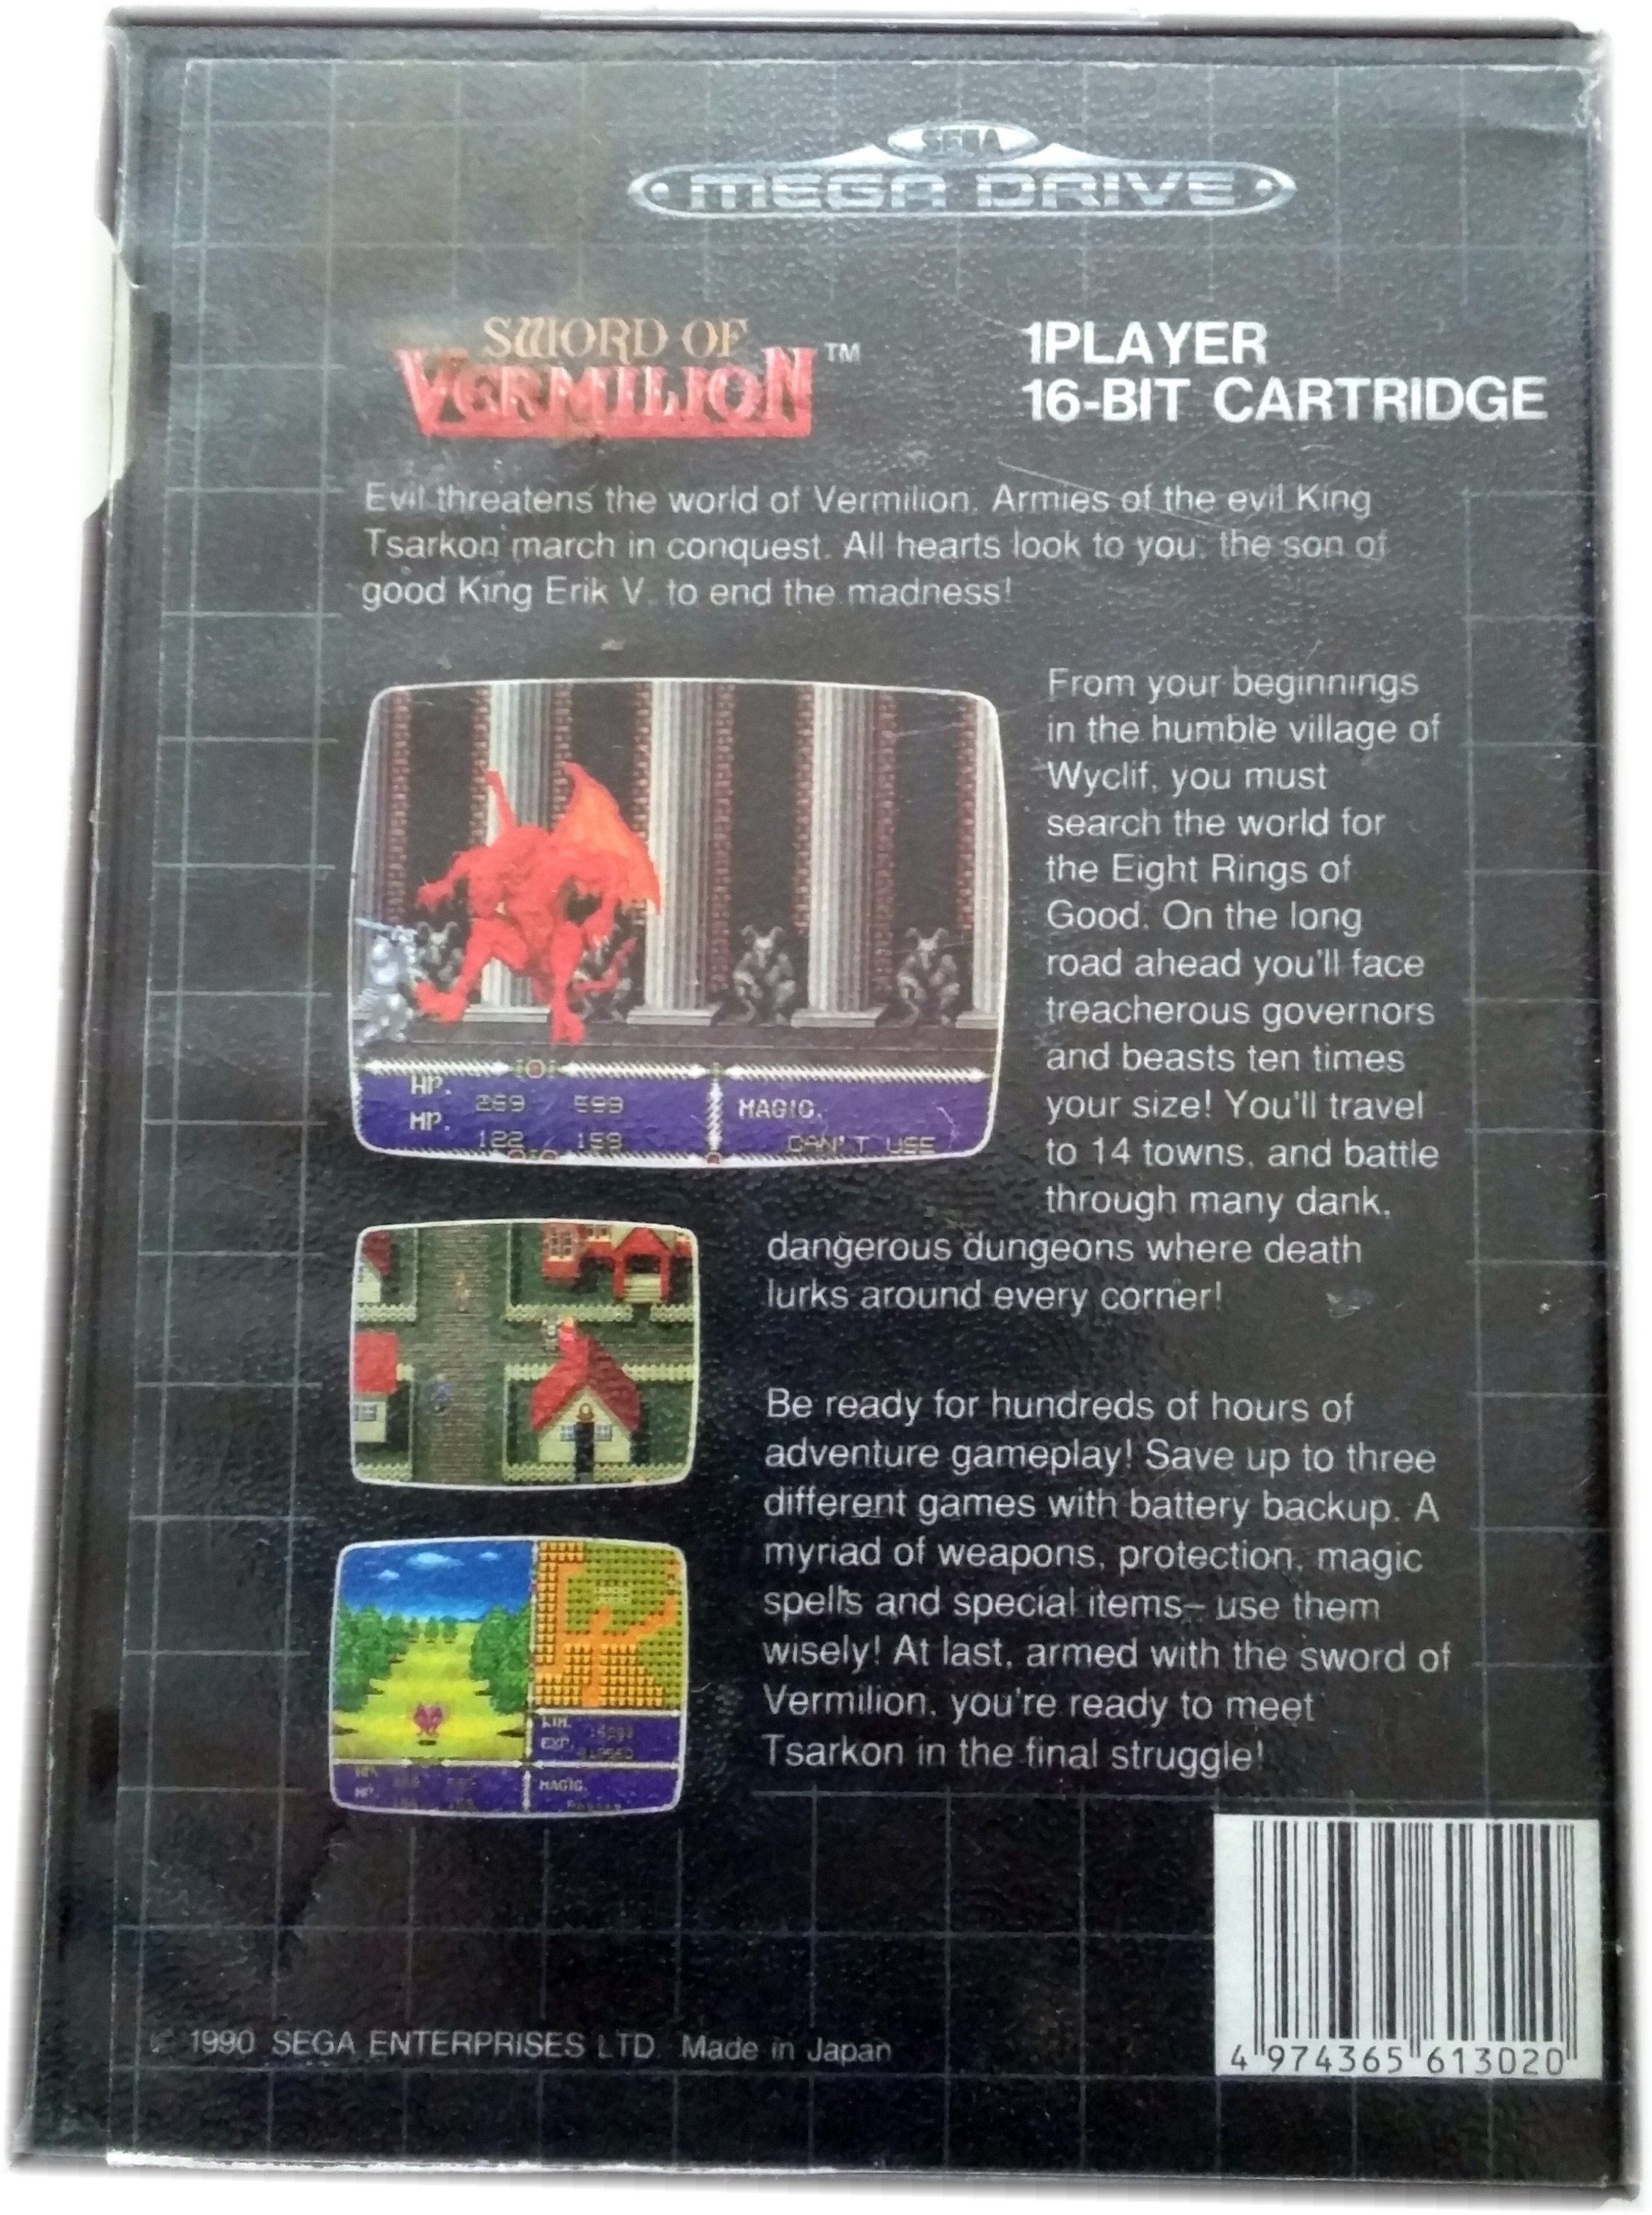 SEGA
MEGA DRIVE
SWORD OF
VERMILION™
1PLAYER
16-BIT CARTRIDGE
Evil threatens the world of Vermilion. Armies of the evil King
Tsarkon march in conquest. All hearts look to you, the son of
good King Erik V, to end the madness!
From your beginnings
in the humble village of
Wyclif, you must
search the world for
the Eight Rings of
Good. On the long
road ahead you'll face
treacherous governors
and beasts ten times
your size! You'll travel
to 14 towns, and battle
through many dank,
dangerous dungeons where death
lurks around every corner!
HP. 269 599
MP. 122 / 159
MAGIC.
CAN'T USE
Be ready for hundreds of hours of
adventure gameplay! Save up to three
different games with battery backup. A
myriad of weapons, protection, magic
spells and special items– use them
wisely! At last, armed with the sword of
Vermilion, you're ready to meet
Tsarkon in the final struggle!
KIM.
EXP.
HP.
MP.
MAGIC.
© 1990 SEGA ENTERPRISES LTD. Made in Japan
4 974365 613020